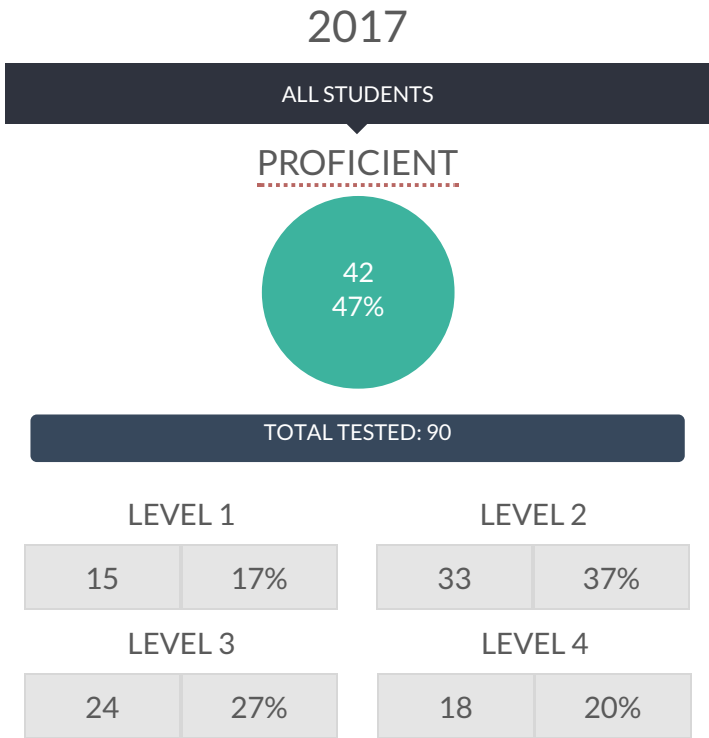 2017
ALL STUDENTS
PROFICIENT
42
47%
TOTAL TESTED: 90
LEVEL 1 LEVEL 2
15 17% 33 37%
LEVEL 3 LEVEL 4
24 27% 18 20%